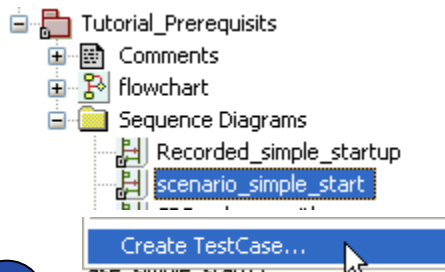 Tutorial_Prerequisits
Comments
flowchart
Sequence Diagrams
Recorded_simple_startup
scenario_simple_start
Create TestCase...